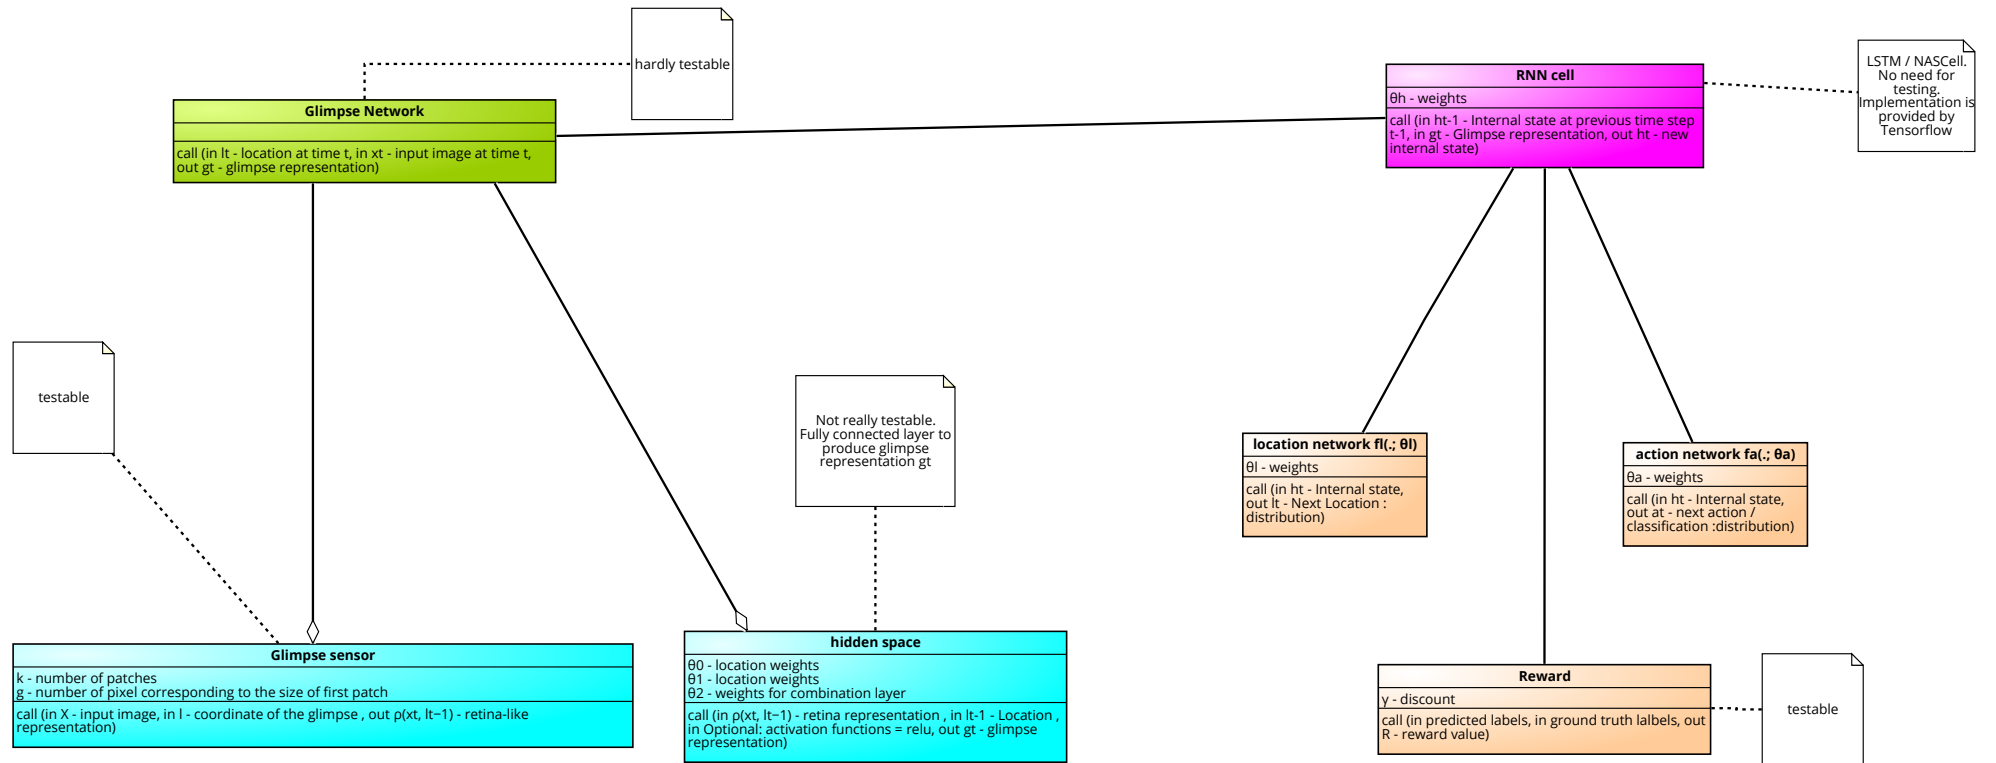 hardly testable
LSTM / NASCell.
No need for
testing.
Implementation is
provided by
Tensorflow
RNN cell
θh - weights
call (in ht-1 - Internal state at previous time step
t-1, in gt - Glimpse representation, out ht - new
internal state)
Glimpse Network
call (in lt - location at time t, in xt - input image at time t,
out gt - glimpse representation)
testable
Not really testable.
Fully connected layer to
produce glimpse
representation gt
location network fl(.; θl)
θl - weights
call (in ht - Internal state,
out lt - Next Location :
distribution)
action network fa(.; θa)
θa - weights
call (in ht - Internal state,
out at - next action /
classification :distribution)
Glimpse sensor
k - number of patches
g - number of pixel corresponding to the size of first patch
call (in X - input image, in l - coordinate of the glimpse , out ρ(xt, lt−1) - retina-like
representation)
hidden space
θ0 - location weights
θ1 - location weights
θ2 - weights for combination layer
call (in ρ(xt, lt−1) - retina representation , in lt-1 - Location ,
in Optional: activation functions = relu, out gt - glimpse
representation)
Reward
γ - discount
call (in predicted labels, in ground truth lalbels, out
R - reward value)
testable